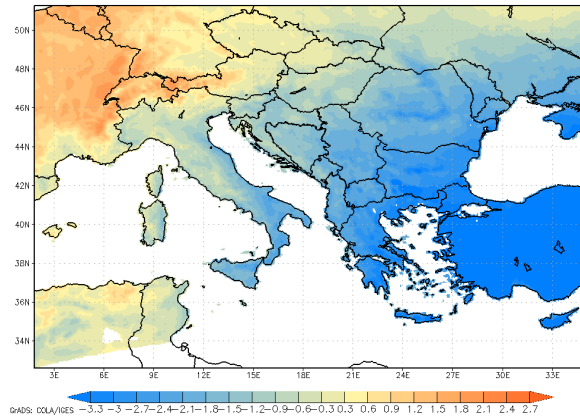 50N
48N
46N
44N
42N
40N
38N
36N
34N
3E 6E 9E 12E 15E 18E 21E 24E 27E 30E 33E
GrADS: COLA/IGES
-3.3 -3 -2.7 -2.4 -2.1 -1.8 -1.5 -1.2 -0.9 -0.6 -0.3 0.3 0.6 0.9 1.2 1.5 1.8 2.1 2.4 2.7